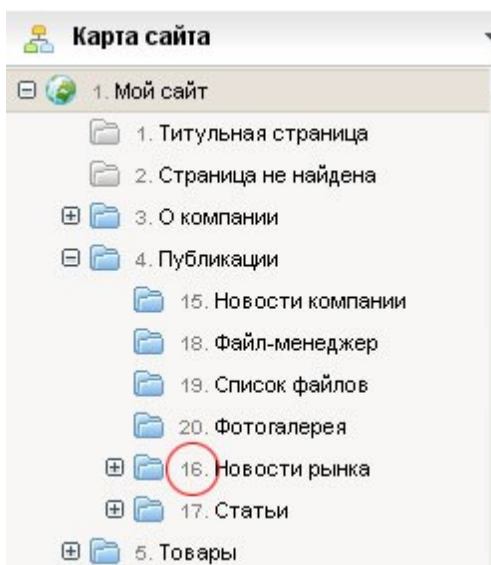 Карта сайта
1. Мой сайт
1. Титульная страница
2. Страница не найдена
3. О компании
4. Публикации
15. Новости компании
18. Файл-менеджер
19. Список файлов
20. Фотогалерея
16. Новости рынка
17. Статьи
5. Товары